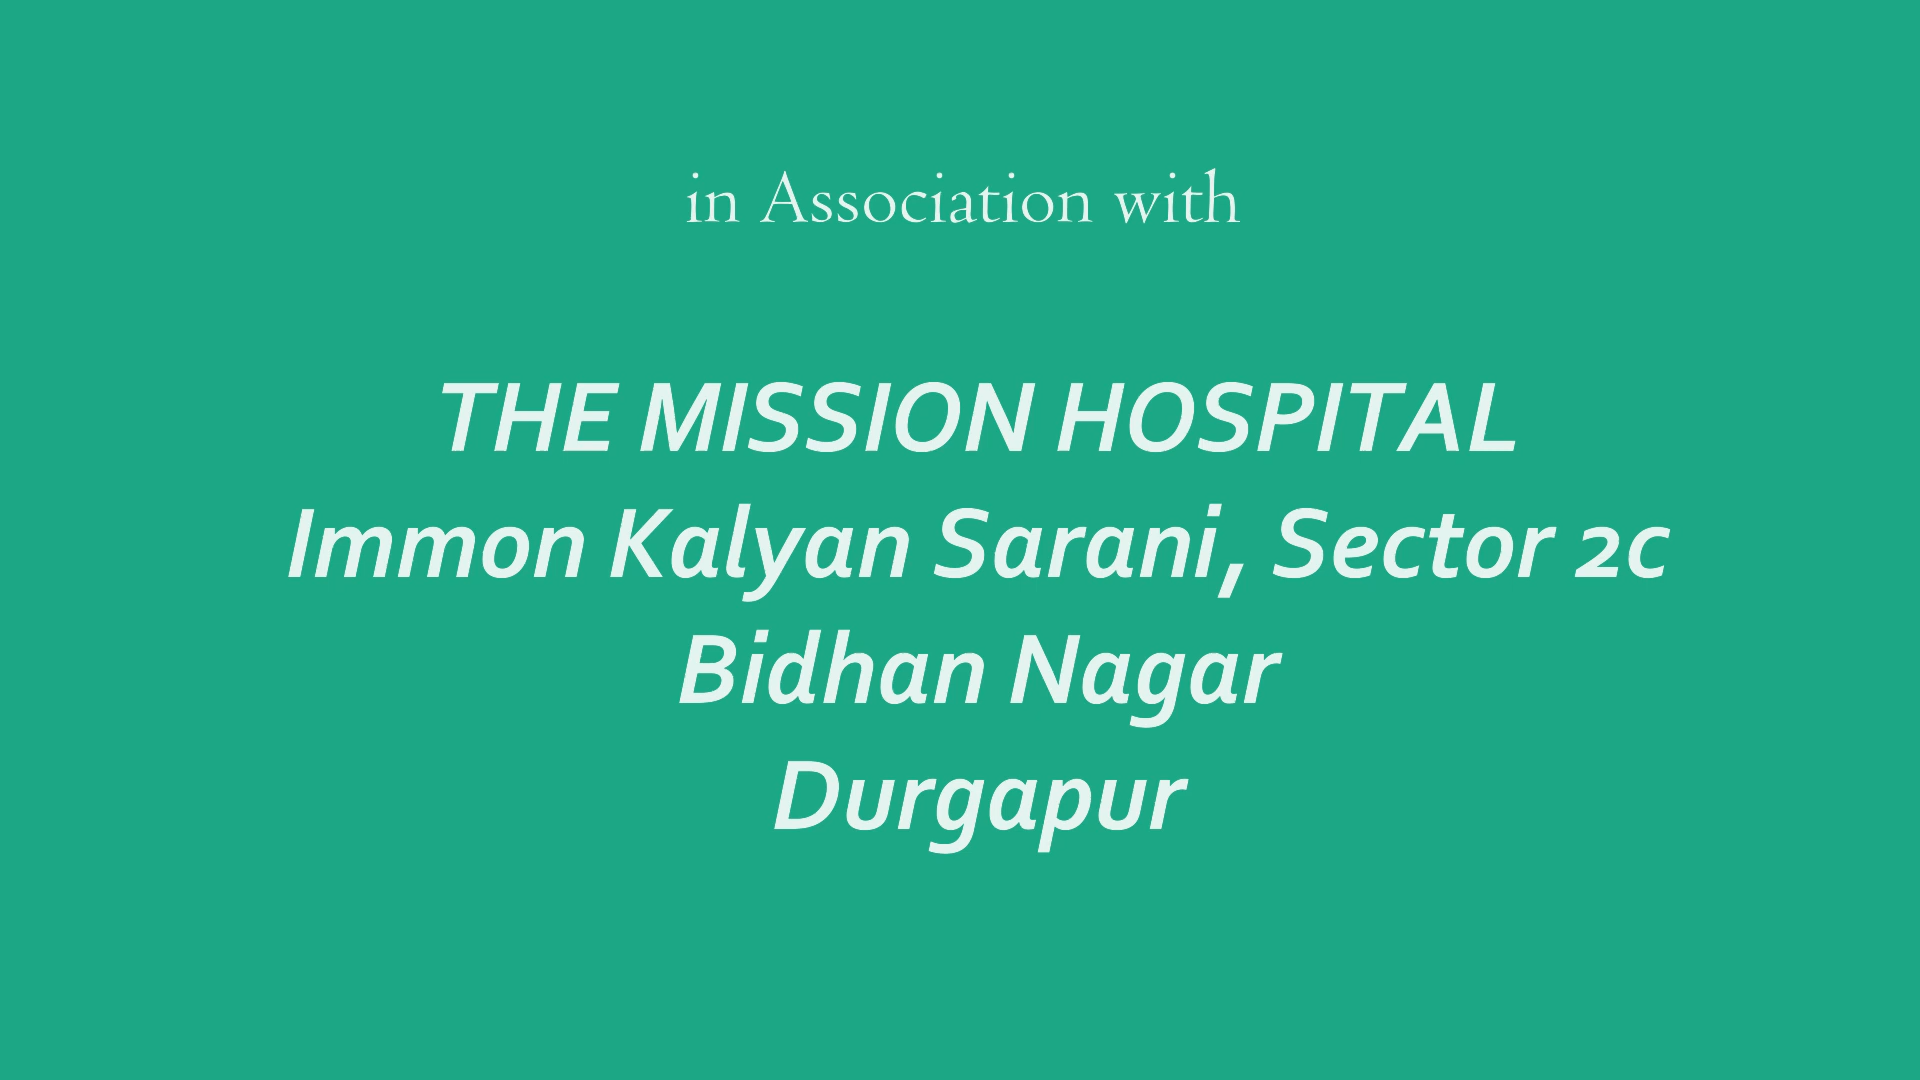 in Association with
THE MISSION HOSPITAL
Immon Kalyan Sarani, Sector 2c
Bidhan Nagar
Durgapur